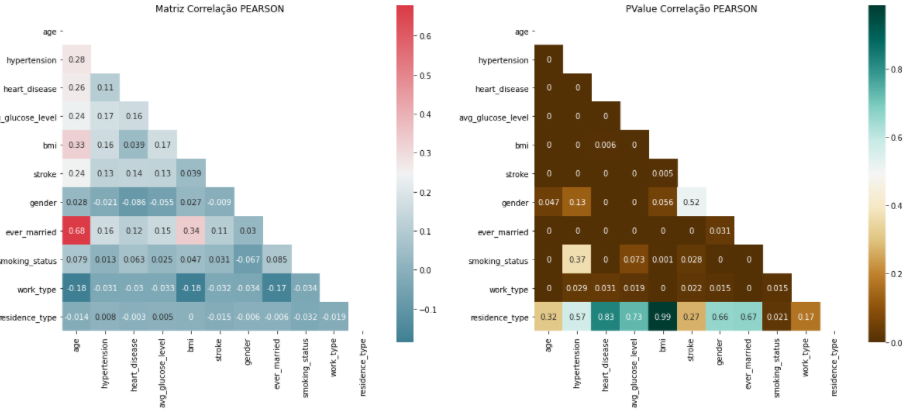 Matriz Correlação PEARSON
age
hypertension 0.28
heart_disease 0.26 0.11
g_glucose_level 0.24 0.17 0.16
bmi 0.33 0.16 0.039 0.17
stroke 0.24 0.13 0.14 0.13 0.039
gender 0.028 -0.021 -0.086 -0.055 0.027 -0.009
ever_married 0.68 0.16 0.12 0.15 0.34 0.11 0.03
smoking_status 0.079 0.013 0.063 0.025 0.047 0.031 -0.067 0.085
work_type -0.18 -0.031 -0.03 -0.033 -0.18 -0.032 -0.034 -0.17 -0.034
residence_type -0.014 0.008 -0.003 0.005 0 -0.015 -0.006 -0.006 -0.032 -0.019
age hypertension heart_disease avg_glucose_level bmi stroke gender ever_married smoking_status work_type residence_type
0.6
0.5
0.4
0.3
0.2
0.1
0.0
-0.1
PValue Correlação PEARSON
age
hypertension 0
heart_disease 0 0
avg_glucose_level 0 0 0
bmi 0 0 0.006 0
stroke 0 0 0 0 0.005
gender 0.047 0.13 0 0 0.056 0.52
ever_married 0 0 0 0 0 0 0.031
smoking_status 0 0.37 0 0.073 0.001 0.028 0 0
work_type 0 0.029 0.031 0.019 0 0.022 0.015 0 0.015
residence_type 0.32 0.57 0.83 0.73 0.99 0.27 0.66 0.67 0.021 0.17
age hypertension heart_disease avg_glucose_level bmi stroke gender ever_married smoking_status work_type residence_type
0.8
0.6
0.4
0.2
0.0